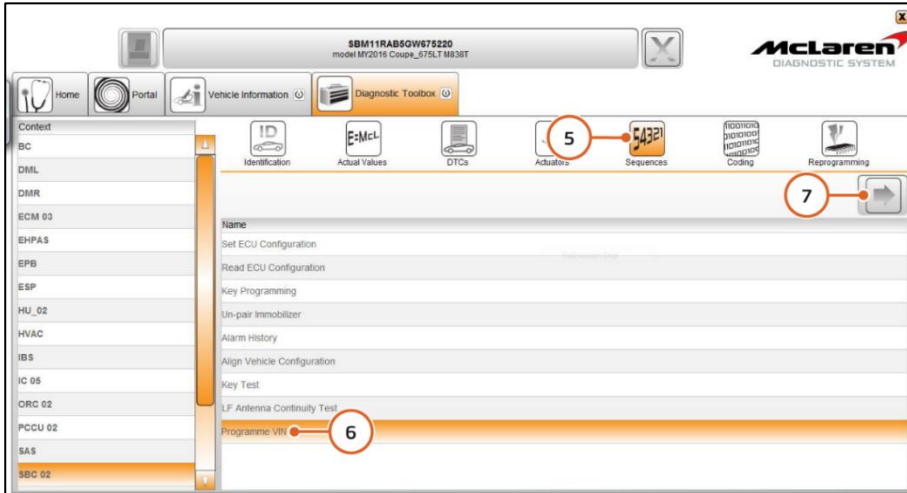 SBM11RAB5GW675220
model MY2016 Coupe_675LT M838T
X
McLaren
DIAGNOSTIC SYSTEM
Home
Portal
Vehicle Information
Diagnostic Toolbox
Context
BC
DML
DMR
ECM 03
EHPAS
EPB
ESP
HU_02
HVAC
IBS
IC 05
ORC 02
PCCU 02
SAS
SBC 02
ID
E=McL
5
54321
Identification
Actual Values
DTCs
Actuators
Sequences
Coding
Reprogramming
7
Name
Set ECU Configuration
Read ECU Configuration
Key Programming
Un-pair Immobilizer
Alarm History
Align Vehicle Configuration
Key Test
LF Antenna Continuity Test
Programme VIN
6